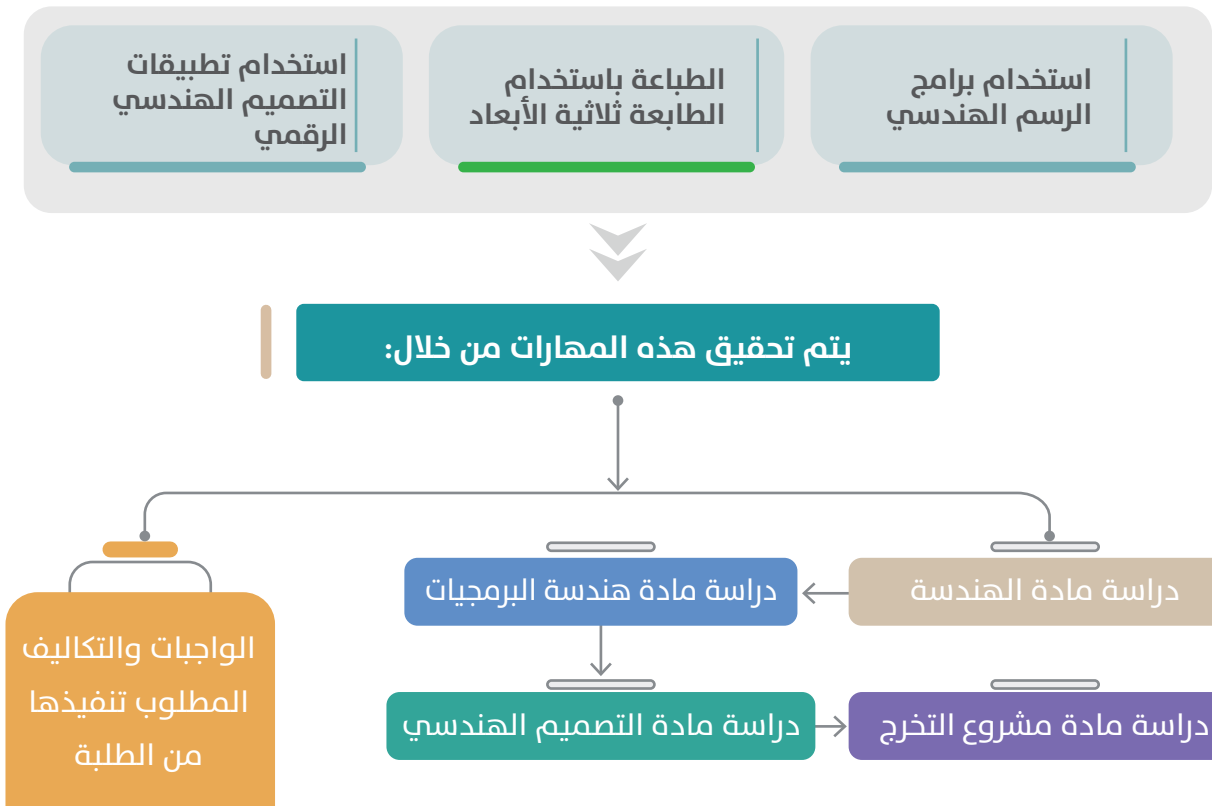 استخدام برامج
الرسم الهندسي
الطباعة باستخدام
الطابعة ثلاثية الأبعاد
استخدام تطبيقات
التصميم الهندسي
الرقمي
يتم تحقيق هذه المهارات من خلال:
دراسة مادة الهندسة
دراسة مادة هندسة البرمجيات
دراسة مادة التصميم الهندسي
دراسة مادة مشروع التخرج
الواجبات والتكاليف
المطلوب تنفيذها
من الطلبة